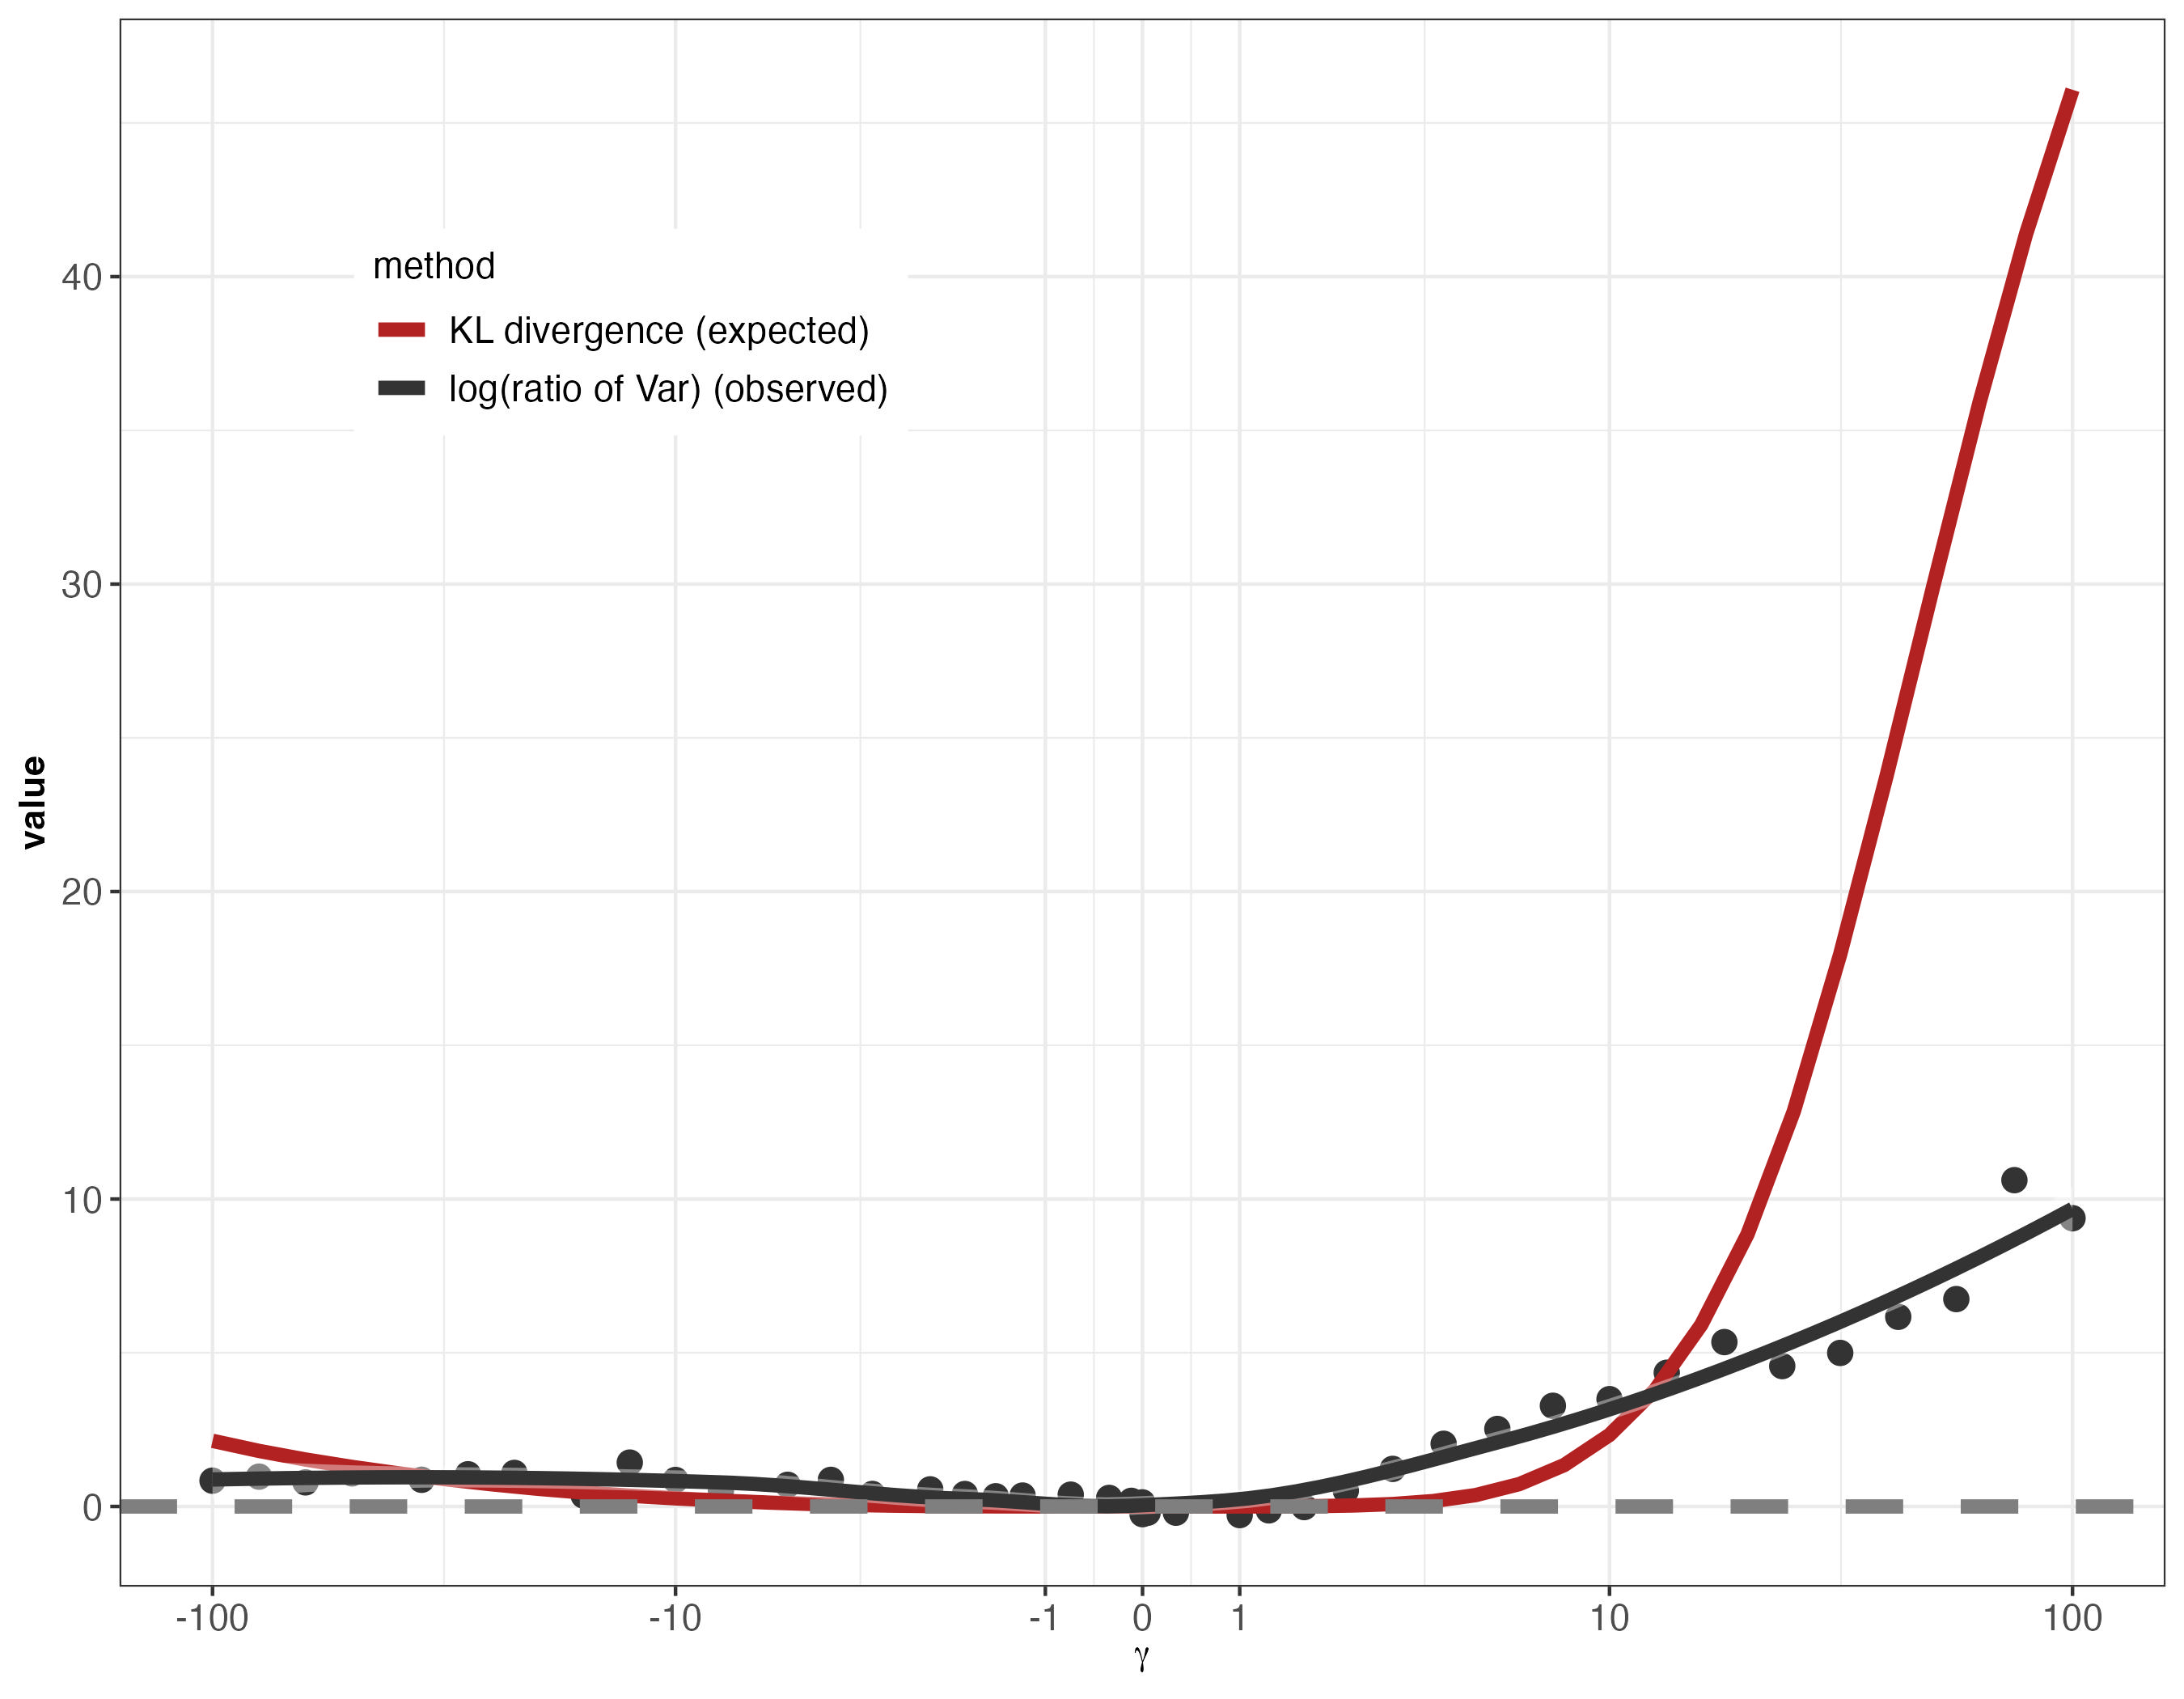 value
40
30
20
10
0
method
KL divergence (expected)
log(ratio of Var) (observed)
-100 -10 -1 0 1 10 100
γ